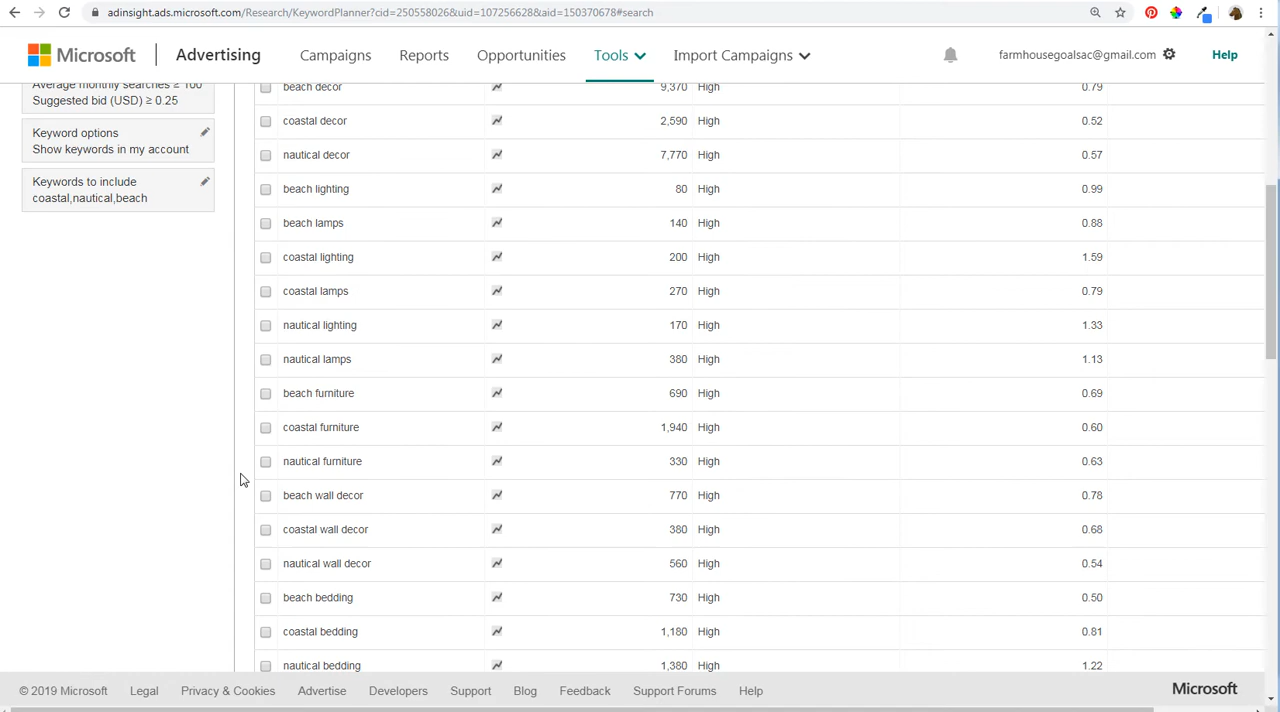 adinsight.ads.microsoft.com/Research/KeywordPlanner?cid=250558026&uid=107256628&aid=150370678#search
Microsoft | Advertising Campaigns Reports Opportunities Tools Import Campaigns farmhousegoalsac@gmail.com Help
Average monthly searches ≥ 100
Suggested bid (USD) ≥ 0.25
Keyword options
Show keywords in my account
Keywords to include
coastal,nautical,beach
beach decor 9,370 High 0.79
coastal decor 2,590 High 0.52
nautical decor 7,770 High 0.57
beach lighting 80 High 0.99
beach lamps 140 High 0.88
coastal lighting 200 High 1.59
coastal lamps 270 High 0.79
nautical lighting 170 High 1.33
nautical lamps 380 High 1.13
beach furniture 690 High 0.69
coastal furniture 1,940 High 0.60
nautical furniture 330 High 0.63
beach wall decor 770 High 0.78
coastal wall decor 380 High 0.68
nautical wall decor 560 High 0.54
beach bedding 730 High 0.50
coastal bedding 1,180 High 0.81
nautical bedding 1,380 High 1.22
© 2019 Microsoft Legal Privacy & Cookies Advertise Developers Support Blog Feedback Support Forums Help Microsoft